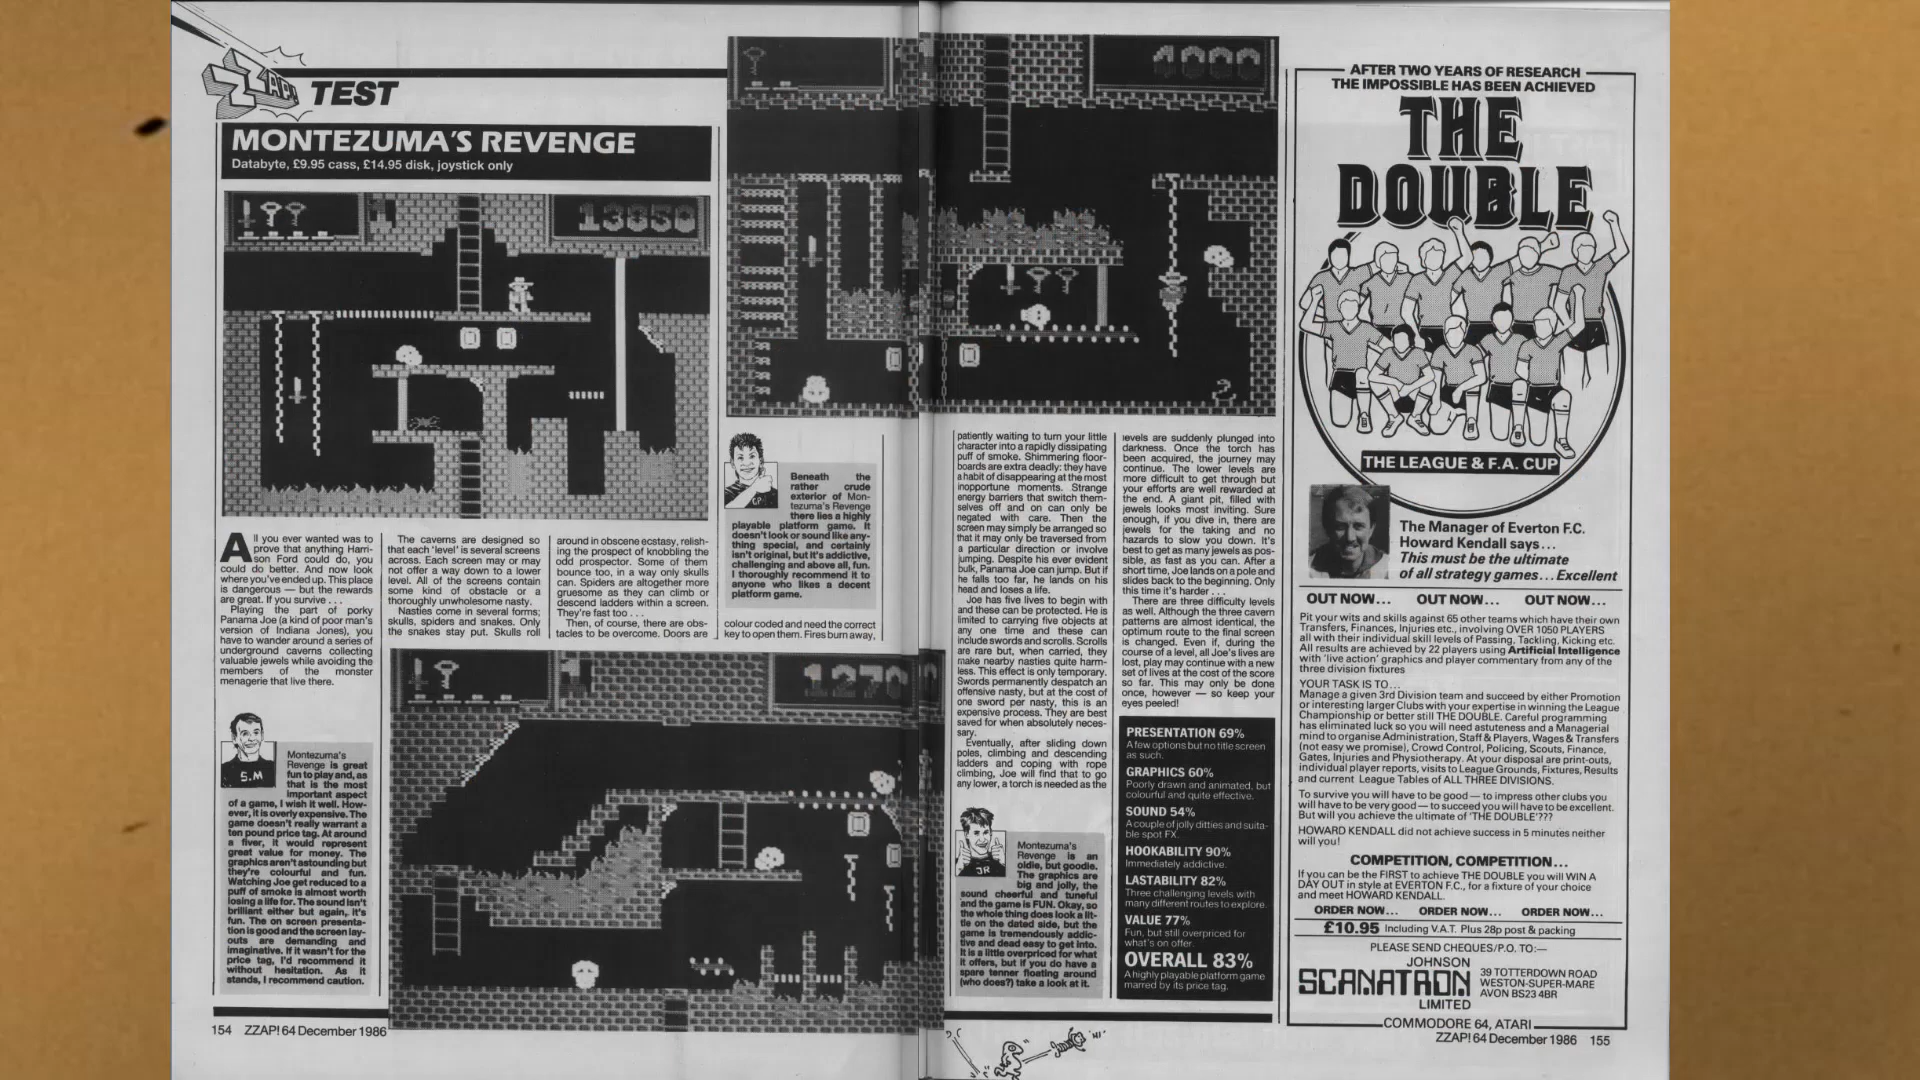 ZZAP! TEST
MONTEZUMA'S REVENGE
Databyte, £9.95 cass, £14.95 disk, joystick only
13050
4000
All you ever wanted was to
prove that anything Harri-
son Ford could do, you
could do better. And now look
where you've ended up. This place
is dangerous — but the rewards
are great. If you survive . . .
Playing the part of porky
Panama Joe (a kind of poor man's
version of Indiana Jones), you
have to wander around a series of
underground caverns collecting
valuable jewels while avoiding the
members of the monster
menagerie that live there.
The caverns are designed so
that each 'level' is several screens
across. Each screen may or may
not offer a way down to a lower
level. All of the screens contain
some kind of obstacle or a
thoroughly unwholesome nasty.
Nasties come in several forms;
skulls, spiders and snakes. Only
the snakes stay put. Skulls roll
around in obscene ecstasy, relish-
ing the prospect of knobbling the
odd prospector. Some of them
bounce too, in a way only skulls
can. Spiders are altogether more
gruesome as they can climb or
descend ladders within a screen.
They're fast too . . .
Then, of course, there are obs-
tacles to be overcome. Doors are
CP
Beneath the
rather crude
exterior of Mon-
tezuma's Revenge
there lies a highly
playable platform game. It
doesn't look or sound like any-
thing special, and certainly
isn't original, but it's addictive,
challenging and above all, fun.
I thoroughly recommend it to
anyone who likes a decent
platform game.
colour coded and need the correct
key to open them. Fires burn away,
S.M
Montezuma's
Revenge is great
fun to play and, as
that is the most
important aspect
of a game, I wish it well. How-
ever, it is overly expensive. The
game doesn't really warrant a
ten pound price tag. At around
a fiver, it would represent
great value for money. The
graphics aren't astounding but
they're colourful and fun.
Watching Joe get reduced to a
puff of smoke is almost worth
losing a life for. The sound isn't
brilliant either but again, it's
fun. The on screen presenta-
tion is good and the screen lay-
outs are demanding and
imaginative. If it wasn't for the
price tag, I'd recommend it
without hesitation. As it
stands, I recommend caution.
1270
154 ZZAP! 64 December 1986
patiently waiting to turn your little
character into a rapidly dissipating
puff of smoke. Shimmering floor-
boards are extra deadly: they have
a habit of disappearing at the most
inopportune moments. Strange
energy barriers that switch them-
selves off and on can only be
negated with care. Then the
screen may simply be arranged so
that it may only be traversed from
a particular direction or involve
jumping. Despite his ever evident
bulk, Panama Joe can jump. But if
he falls too far, he lands on his
head and loses a life.
Joe has five lives to begin with
and these can be protected. He is
limited to carrying five objects at
any one time and these can
include swords and scrolls. Scrolls
are rare but, when carried, they
make nearby nasties quite harm-
less. This effect is only temporary.
Swords permanently despatch an
offensive nasty, but at the cost of
one sword per nasty, this is an
expensive process. They are best
saved for when absolutely neces-
sary.
Eventually, after sliding down
poles, climbing and descending
ladders and coping with rope
climbing, Joe will find that to go
any lower, a torch is needed as the
levels are suddenly plunged into
darkness. Once the torch has
been acquired, the journey may
continue. The lower levels are
more difficult to get through but
your efforts are well rewarded at
the end. A giant pit, filled with
jewels looks most inviting. Sure
enough, if you dive in, there are
jewels for the taking and no
hazards to slow you down. It's
best to get as many jewels as pos-
sible, as fast as you can. After a
short time, Joe lands on a pole and
slides back to the beginning. Only
this time it's harder . . .
There are three difficulty levels
as well. Although the three cavern
patterns are almost identical, the
optimum route to the final screen
is changed. Even if, during the
course of a level, all Joe's lives are
lost, play may continue with a new
set of lives at the cost of the score
so far. This may only be done
once, however — so keep your
eyes peeled!
JR
Montezuma's
Revenge is an
oldie, but goodie.
The graphics are
big and jolly, the
sound cheerful and tuneful
and the game is FUN. Okay, so
the whole thing does look a lit-
tle on the dated side, but the
game is tremendously addic-
tive and dead easy to get into.
It is a little overpriced for what
it offers, but if you do have a
spare tenner floating around
(who does?) take a look at it.
PRESENTATION 69%
A few options but no title screen
as such.
GRAPHICS 60%
Poorly drawn and animated, but
colourful and quite effective.
SOUND 54%
A couple of jolly ditties and suita-
ble spot FX.
HOOKABILITY 90%
Immediately addictive.
LASTABILITY 82%
Three challenging levels with
many different routes to explore.
VALUE 77%
Fun, but still overpriced for
what's on offer.
OVERALL 83%
A highly playable platform game
marred by its price tag.
'HI'
AFTER TWO YEARS OF RESEARCH
THE IMPOSSIBLE HAS BEEN ACHIEVED
THE
DOUBLE
THE LEAGUE & F.A. CUP
The Manager of Everton F.C.
Howard Kendall says...
This must be the ultimate
of all strategy games...Excellent
OUT NOW... OUT NOW... OUT NOW...
Pit your wits and skills against 65 other teams which have their own
Transfers, Finances, Injuries etc., involving OVER 1050 PLAYERS
all with their individual skill levels of Passing, Tackling, Kicking etc.
All results are achieved by 22 players using Artificial Intelligence
with 'live action' graphics and player commentary from any of the
three division fixtures
YOUR TASK IS TO...
Manage a given 3rd Division team and succeed by either Promotion
or interesting larger Clubs with your expertise in winning the League
Championship or better still THE DOUBLE. Careful programming
has eliminated luck so you will need astuteness and a Managerial
mind to organise Administration, Staff & Players, Wages & Transfers
(not easy we promise), Crowd Control, Policing, Scouts, Finance,
Gates, Injuries and Physiotherapy. At your disposal are print-outs,
individual player reports, visits to League Grounds, Fixtures, Results
and current League Tables of ALL THREE DIVISIONS.
To survive you will have to be good — to impress other clubs you
will have to be very good — to succeed you will have to be excellent.
But will you achieve the ultimate of 'THE DOUBLE'???
HOWARD KENDALL did not achieve success in 5 minutes neither
will you!
COMPETITION, COMPETITION...
If you can be the FIRST to achieve THE DOUBLE you will WIN A
DAY OUT in style at EVERTON F.C., for a fixture of your choice
and meet HOWARD KENDALL.
ORDER NOW... ORDER NOW... ORDER NOW...
£10.95 Including V.A.T. Plus 28p post & packing
PLEASE SEND CHEQUES/P.O. TO:—
JOHNSON
SCANATRON
LIMITED
39 TOTTERDOWN ROAD
WESTON-SUPER-MARE
AVON BS23 4BR
COMMODORE 64, ATARI
ZZAP! 64 December 1986 155